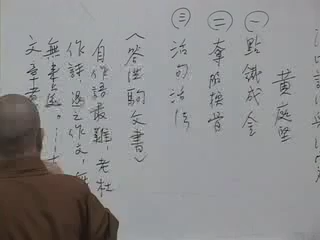 黃庭堅
㈠ 點鐵成金
㈡ 奪胎換骨
㈢ 活句活法
《答洪駒父書》
自作語最難,老杜
作詩,退之作文,無
無來處。
文章者